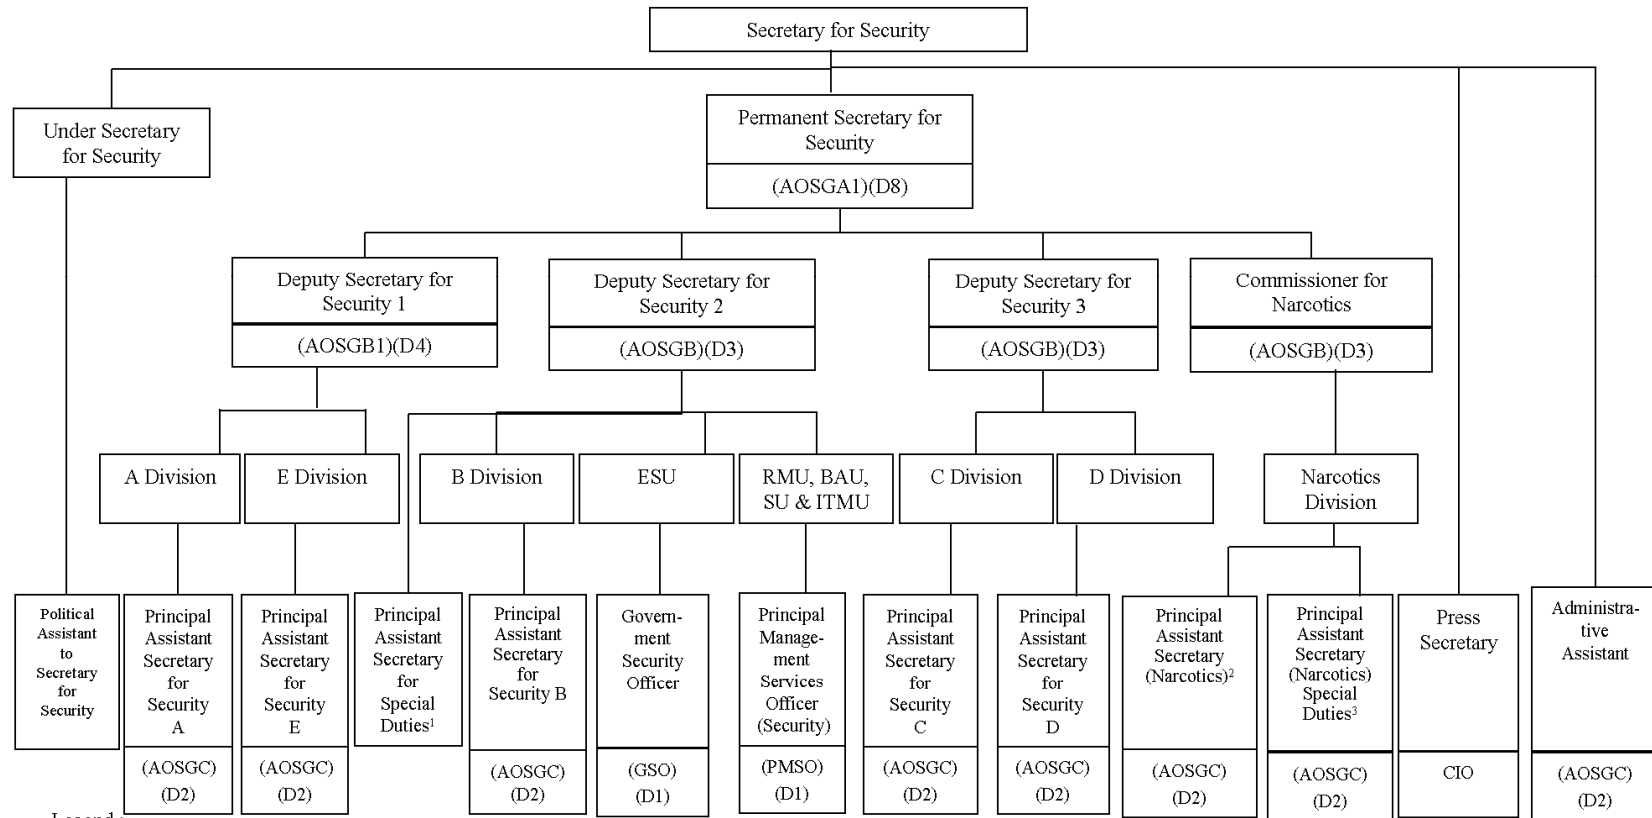 Secretary for Security
Under Secretary
for Security
Permanent Secretary for
Security
(AOSGA1)(D8)
Deputy Secretary for
Security 1
(AOSGB1)(D4)
Deputy Secretary for
Security 2
(AOSGB)(D3)
Deputy Secretary for
Security 3
(AOSGB)(D3)
Commissioner for
Narcotics
(AOSGB)(D3)
A Division
E Division
B Division
ESU
RMU, BAU,
SU & ITMU
C Division
D Division
Narcotics
Division
Political
Assistant
to
Secretary
for
Security
Principal
Assistant
Secretary
for
Security
A
(AOSGC)
(D2)
Principal
Assistant
Secretary
for
Security
E
(AOSGC)
(D2)
Principal
Assistant
Secretary
for
Special
Duties¹
Principal
Assistant
Secretary
for
Security B
(AOSGC)
(D2)
Govern-
ment
Security
Officer
(GSO)
(D1)
Principal
Manage-
ment
Services
Officer
(Security)
(PMSO)
(D1)
Principal
Assistant
Secretary
for
Security
C
(AOSGC)
(D2)
Principal
Assistant
Secretary
for
Security
D
(AOSGC)
(D2)
Principal
Assistant
Secretary
(Narcotics)²
(AOSGC)
(D2)
Principal
Assistant
Secretary
(Narcotics)
Special
Duties³
(AOSGC)
(D2)
Press
Secretary
CIO
Administra-
tive
Assistant
(AOSGC)
(D2)
Legend :